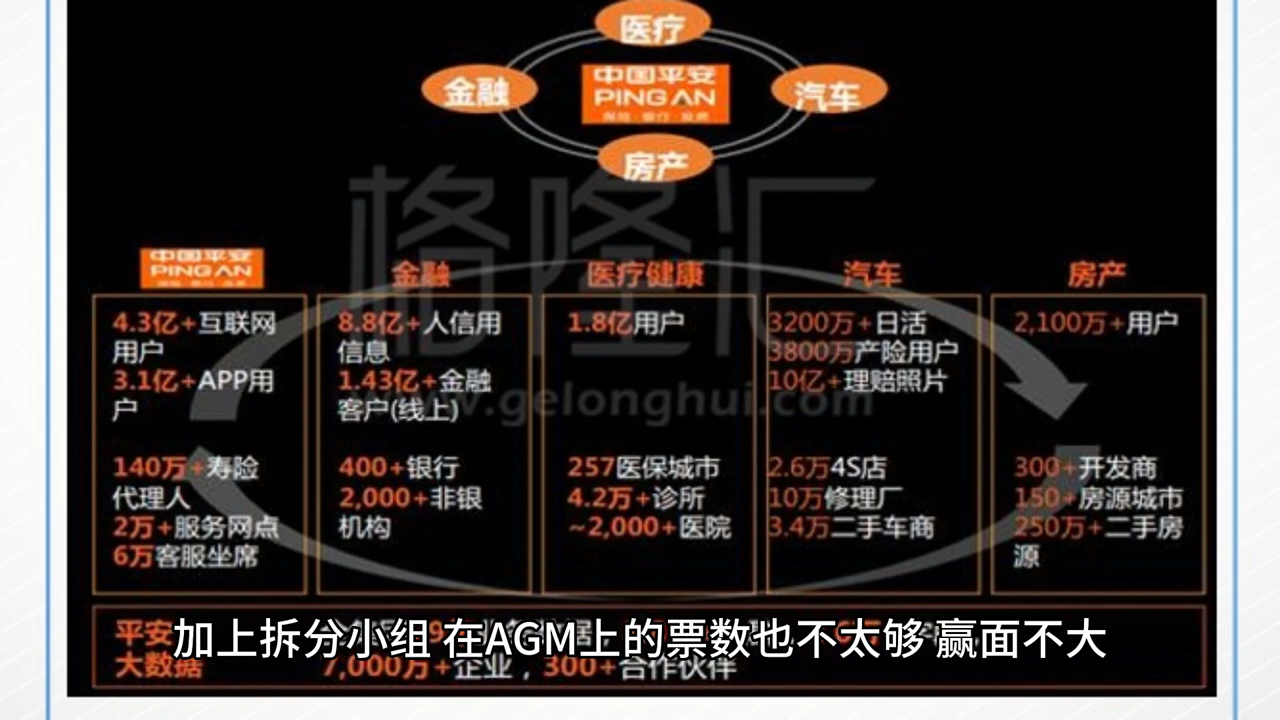 医疗
金融
中国平安
PING AN
保险·银行·投资
汽车
房产
格隆汇
www.gelonghui.com
中国平安
PING AN
金融
医疗健康
汽车
房产
4.3亿+互联网
用户
3.1亿+APP用
户
140万+寿险
代理人
2万+服务网点
6万客服坐席
8.8亿+人信用
信息
1.43亿+金融
客户(线上)
400+银行
2,000+非银
机构
1.8亿用户
257医保城市
4.2万+诊所
~2,000+医院
3200万+日活
3800万产险用户
10亿+理赔照片
2.6万4S店
10万修理厂
3.4万二手车商
2,100万+用户
300+开发商
150+房源城市
250万+二手房
源
平安
大数据
7,000万+企业，300+合作伙伴
加上拆分小组 在AGM上的票数也不太够 赢面不大